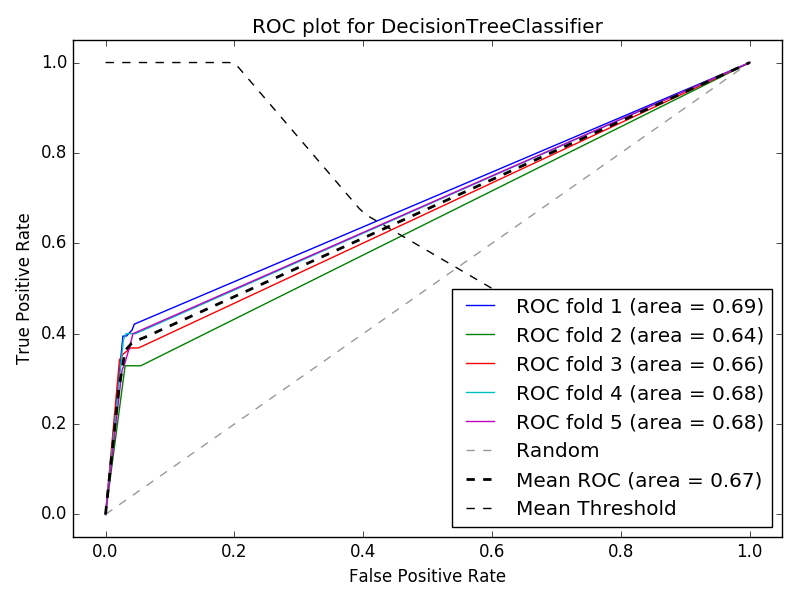 ROC plot for DecisionTreeClassifier
True Positive Rate
1.0
0.8
0.6
0.4
0.2
0.0
ROC fold 1 (area = 0.69)
ROC fold 2 (area = 0.64)
ROC fold 3 (area = 0.66)
ROC fold 4 (area = 0.68)
ROC fold 5 (area = 0.68)
Random
Mean ROC (area = 0.67)
Mean Threshold
0.0 0.2 0.4 0.6 0.8 1.0
False Positive Rate